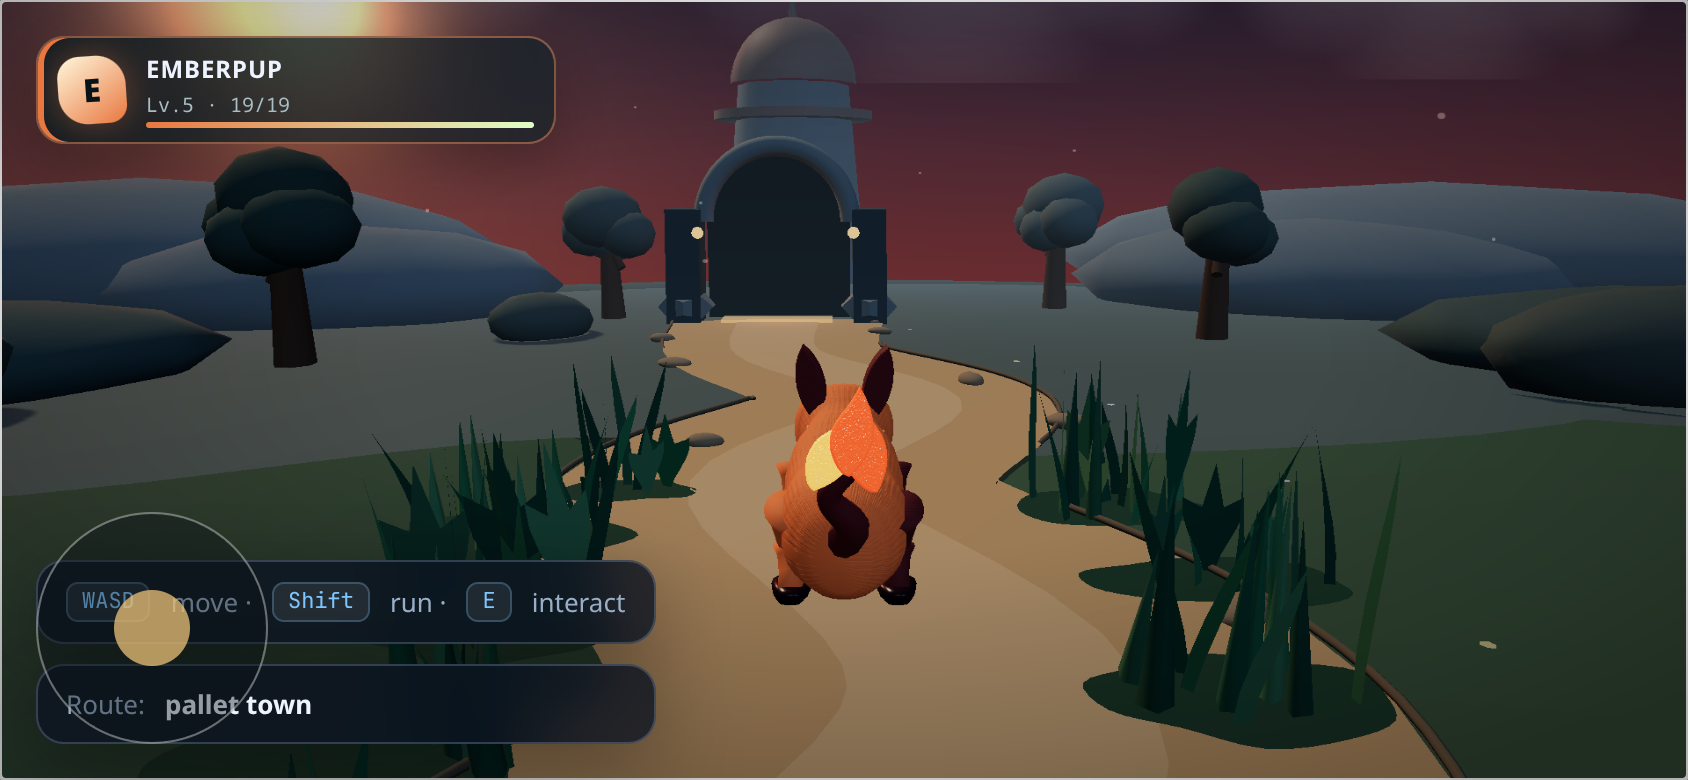 E
EMBERPUP
Lv.5 · 19/19
WASD move · Shift run · E interact
Route: pallet town